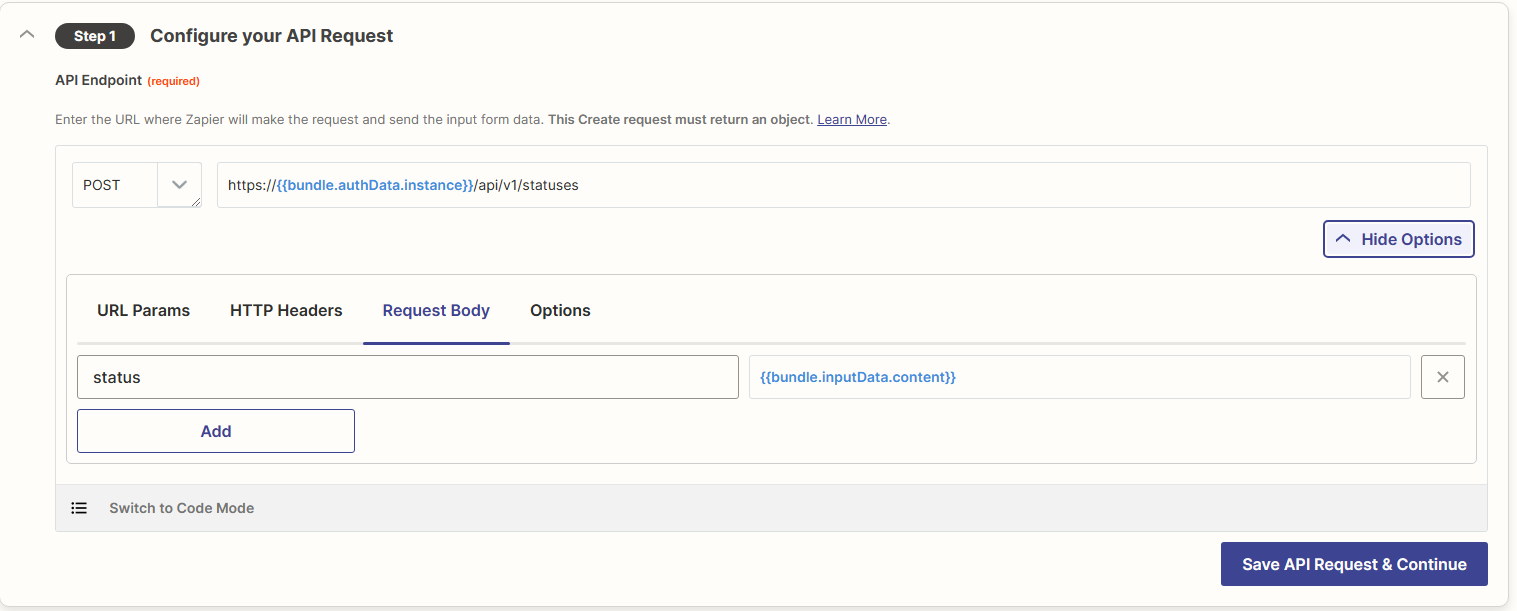 Step 1 Configure your API Request
API Endpoint (required)
Enter the URL where Zapier will make the request and send the input form data. This Create request must return an object. Learn More.
POST https://{{bundle.authData.instance}}/api/v1/statuses
Hide Options
URL Params HTTP Headers Request Body Options
status {{bundle.inputData.content}}
Add
Switch to Code Mode
Save API Request & Continue